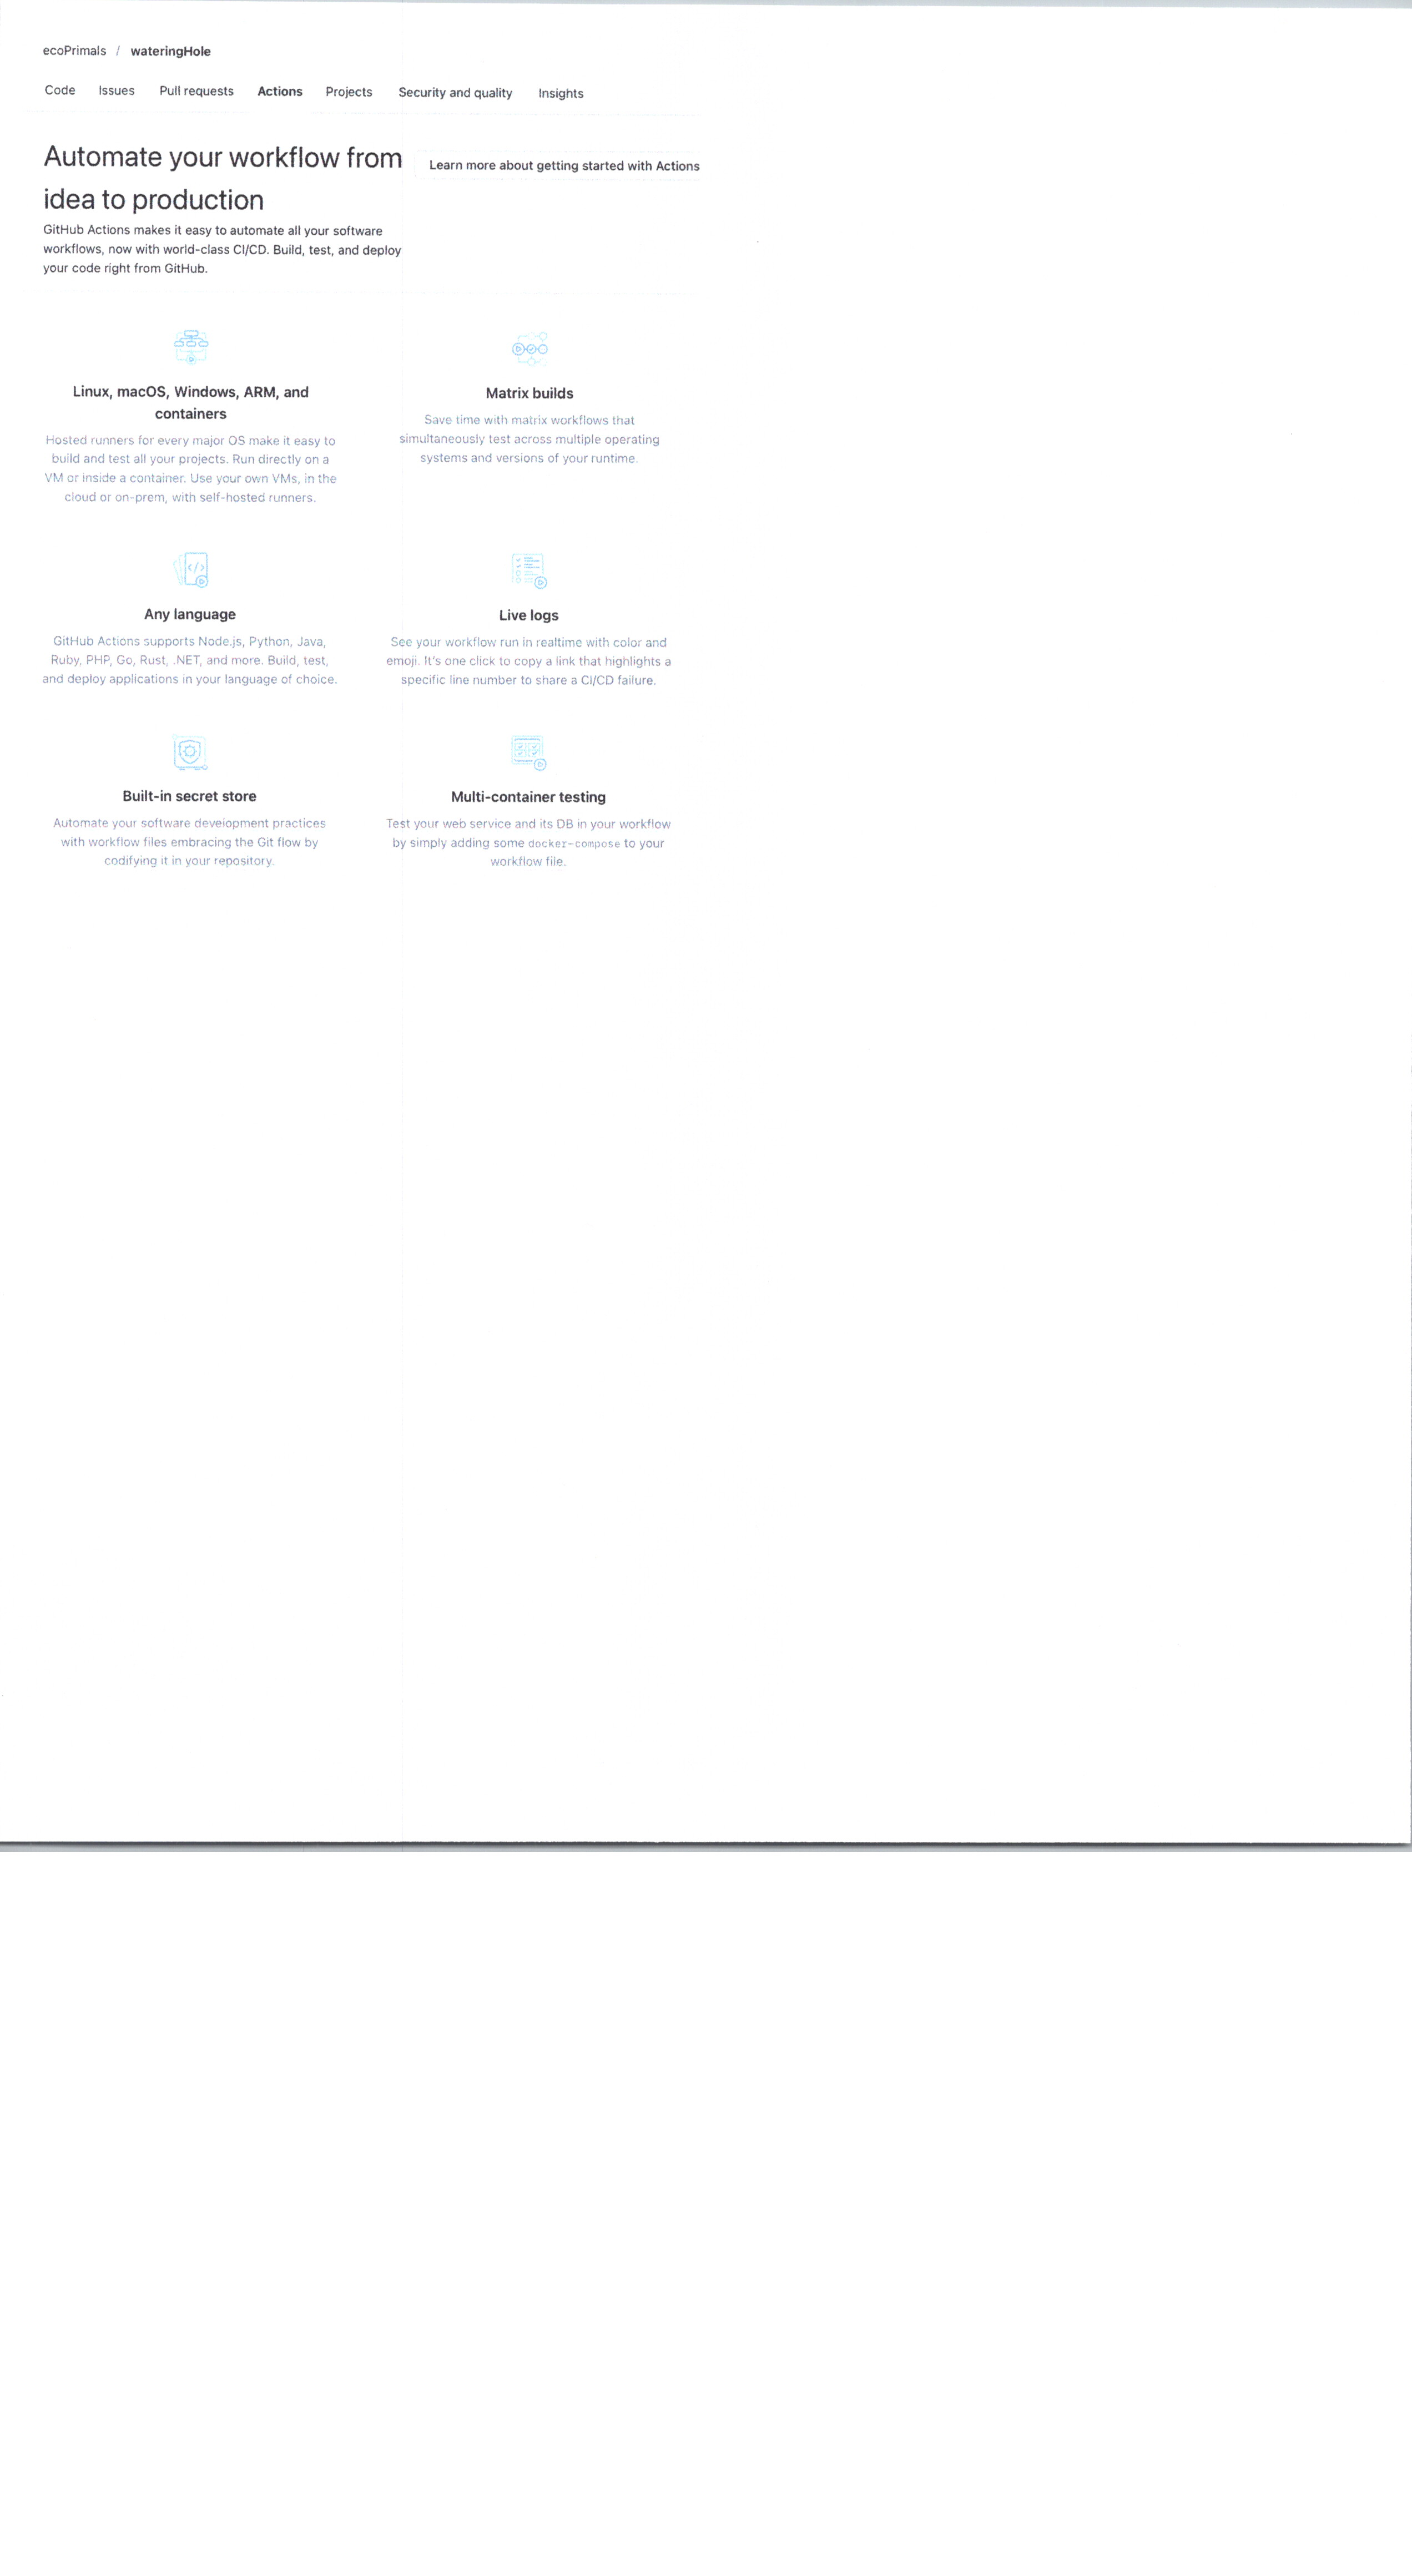 ecoPrimals / wateringHole
Code Issues Pull requests Actions Projects Security and quality Insights
Automate your workflow from
idea to production
Learn more about getting started with Actions
GitHub Actions makes it easy to automate all your software
workflows, now with world-class CI/CD. Build, test, and deploy
your code right from GitHub.
Linux, macOS, Windows, ARM, and
containers
Hosted runners for every major OS make it easy to
build and test all your projects. Run directly on a
VM or inside a container. Use your own VMs, in the
cloud or on-prem, with self-hosted runners.
Matrix builds
Save time with matrix workflows that
simultaneously test across multiple operating
systems and versions of your runtime.
Any language
GitHub Actions supports Node.js, Python, Java,
Ruby, PHP, Go, Rust, .NET, and more. Build, test,
and deploy applications in your language of choice.
Live logs
See your workflow run in realtime with color and
emoji. It's one click to copy a link that highlights a
specific line number to share a CI/CD failure.
Built-in secret store
Automate your software development practices
with workflow files embracing the Git flow by
codifying it in your repository.
Multi-container testing
Test your web service and its DB in your workflow
by simply adding some docker-compose to your
workflow file.